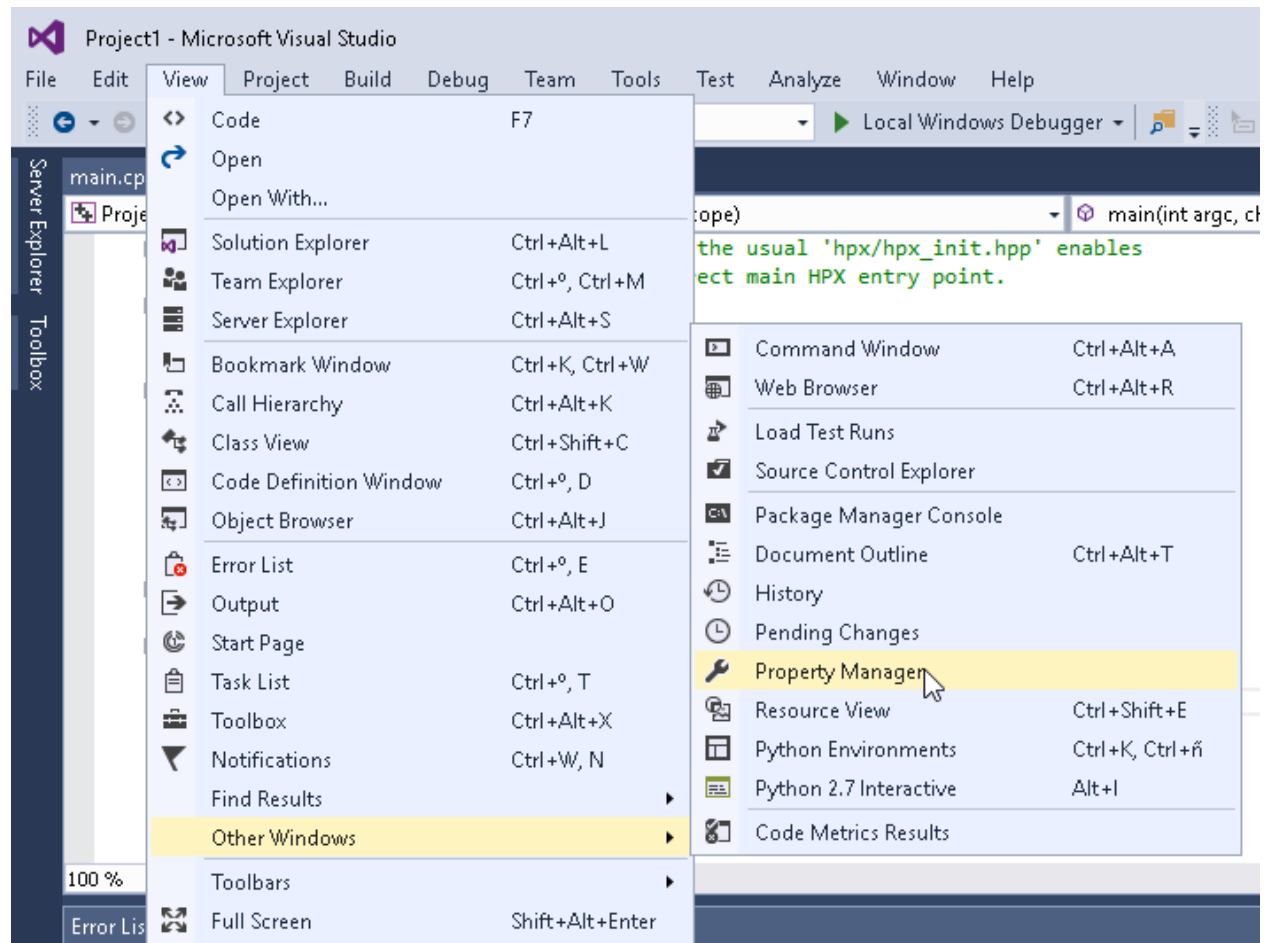 Project1 - Microsoft Visual Studio
File Edit View Project Build Debug Team Tools Test Analyze Window Help
Local Windows Debugger
Server Explorer
Toolbox
main.cp
Proje
cope)
main(int argc, ch
the usual 'hpx/hpx_init.hpp' enables
ect main HPX entry point.
Code F7
Open
Open With...
Solution Explorer Ctrl+Alt+L
Team Explorer Ctrl+º, Ctrl+M
Server Explorer Ctrl+Alt+S
Bookmark Window Ctrl+K, Ctrl+W
Call Hierarchy Ctrl+Alt+K
Class View Ctrl+Shift+C
Code Definition Window Ctrl+º, D
Object Browser Ctrl+Alt+J
Error List Ctrl+º, E
Output Ctrl+Alt+O
Start Page
Task List Ctrl+º, T
Toolbox Ctrl+Alt+X
Notifications Ctrl+W, N
Find Results
Other Windows
Toolbars
Full Screen Shift+Alt+Enter
Command Window Ctrl+Alt+A
Web Browser Ctrl+Alt+R
Load Test Runs
Source Control Explorer
Package Manager Console
Document Outline Ctrl+Alt+T
History
Pending Changes
Property Manager
Resource View Ctrl+Shift+E
Python Environments Ctrl+K, Ctrl+ñ
Python 2.7 Interactive Alt+I
Code Metrics Results
100 %
Error Lis